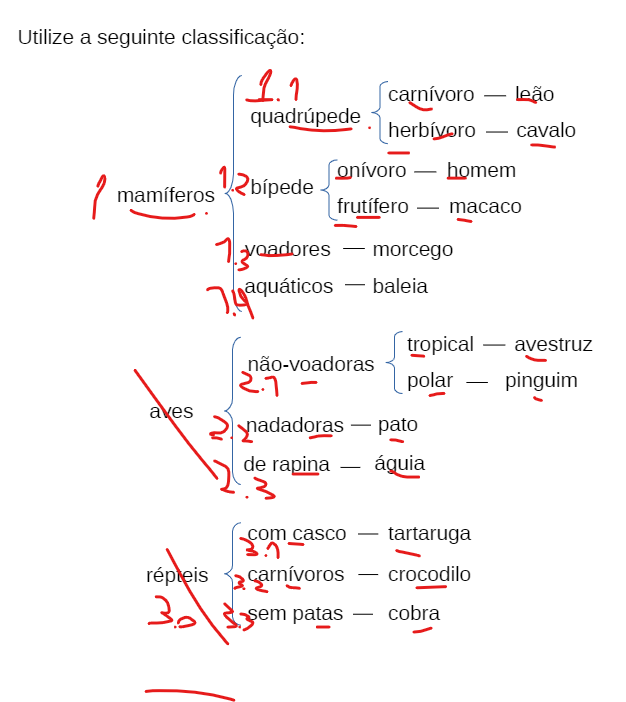 Utilize a seguinte classificação:
1.1
carnívoro — leão
quadrúpede
herbívoro — cavalo
1 mamíferos
1.2 bípede
onívoro — homem
frutífero — macaco
1.3 voadores — morcego
1.4 aquáticos — baleia
aves
não-voadoras
2.1
tropical — avestruz
polar — pinguim
2.2 nadadoras — pato
2.3 de rapina — águia
répteis
3.0
com casco — tartaruga
3.1
3.2 carnívoros — crocodilo
3.3 sem patas — cobra